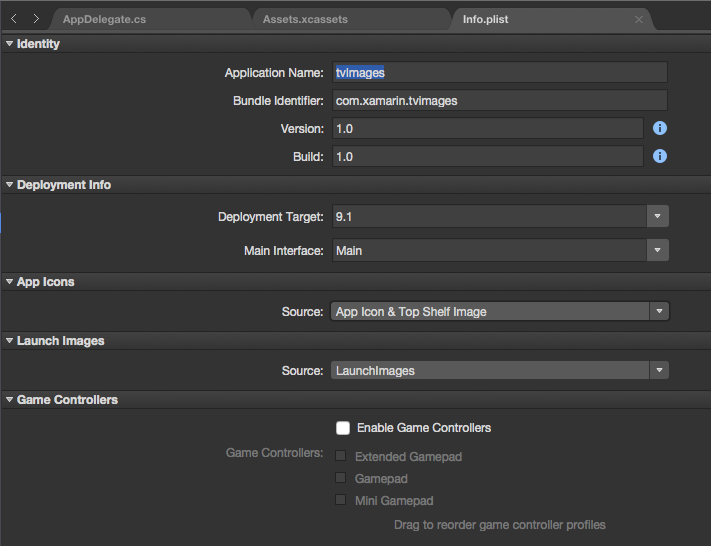 AppDelegate.cs Assets.xcassets Info.plist
Identity
Application Name: tvImages
Bundle Identifier: com.xamarin.tvimages
Version: 1.0
Build: 1.0
Deployment Info
Deployment Target: 9.1
Main Interface: Main
App Icons
Source: App Icon & Top Shelf Image
Launch Images
Source: LaunchImages
Game Controllers
Enable Game Controllers
Game Controllers: Extended Gamepad
Gamepad
Mini Gamepad
Drag to reorder game controller profiles